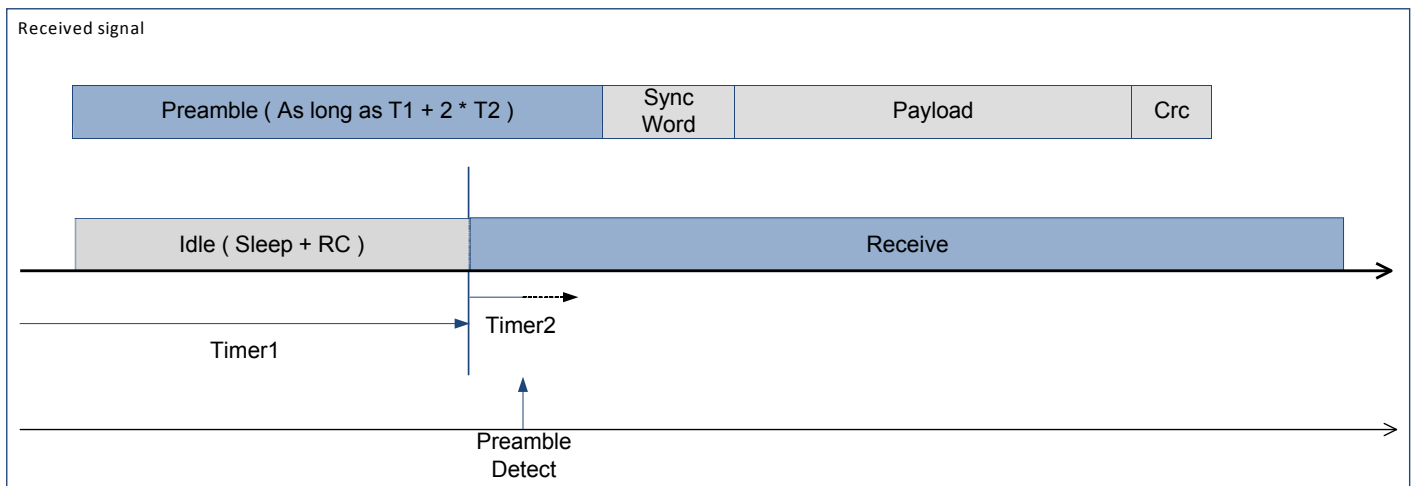 Received signal
Preamble ( As long as T1 + 2 * T2 )
Sync
Word
Payload
Crc
Idle ( Sleep + RC )
Receive
Timer2
Timer1
Preamble
Detect